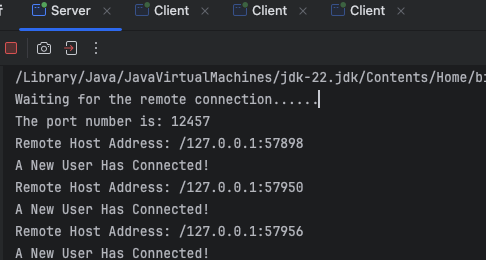 Server Client Client Client
/Library/Java/JavaVirtualMachines/jdk-22.jdk/Contents/Home/b
Waiting for the remote connection......
The port number is: 12457
Remote Host Address: /127.0.0.1:57898
A New User Has Connected!
Remote Host Address: /127.0.0.1:57950
A New User Has Connected!
Remote Host Address: /127.0.0.1:57956
A New User Has Connected!